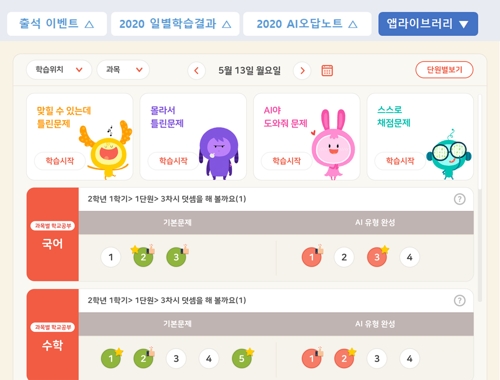 출석 이벤트 △
2020 일별학습결과 △
2020 AI오답노트 △
앱라이브러리 ▼
학습위치
과목
5월 13일 월요일
단원별보기
맞힐 수 있는데
틀린문제
학습시작
몰라서
틀린문제
학습시작
AI야
도와줘 문제
학습시작
스스로
채점문제
학습시작
과목별 학교공부
국어
2학년 1학기> 1단원> 3차시 덧셈을 해 볼까요(1)
?
기본문제
AI 유형 완성
1 2 3
1 2 3 4
과목별 학교공부
수학
2학년 1학기> 1단원> 3차시 덧셈을 해 볼까요(1)
?
기본문제
AI 유형 완성
1 2 3 4 5
1 2 3 4